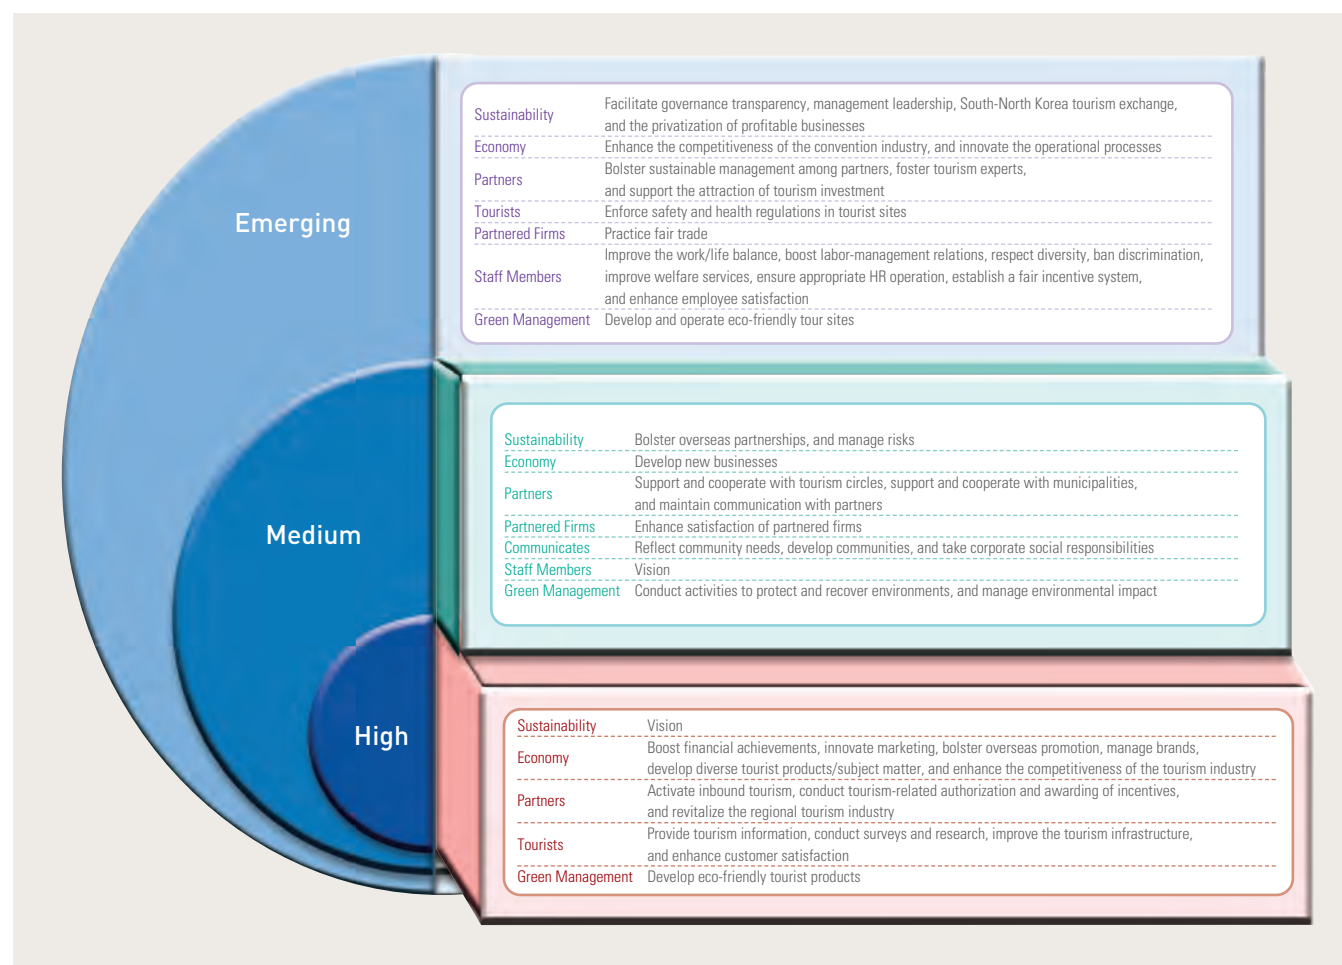 Emerging
Sustainability
Facilitate governance transparency, management leadership, South-North Korea tourism exchange,
and the privatization of profitable businesses
Economy
Enhance the competitiveness of the convention industry, and innovate the operational processes
Partners
Bolster sustainable management among partners, foster tourism experts,
and support the attraction of tourism investment
Tourists
Enforce safety and health regulations in tourist sites
Partnered Firms
Practice fair trade
Staff Members
Improve the work/life balance, boost labor-management relations, respect diversity, ban discrimination,
improve welfare services, ensure appropriate HR operation, establish a fair incentive system,
and enhance employee satisfaction
Green Management
Develop and operate eco-friendly tour sites
Medium
Sustainability
Bolster overseas partnerships, and manage risks
Economy
Develop new businesses
Partners
Support and cooperate with tourism circles, support and cooperate with municipalities,
and maintain communication with partners
Partnered Firms
Enhance satisfaction of partnered firms
Communicates
Reflect community needs, develop communities, and take corporate social responsibilities
Staff Members
Vision
Green Management
Conduct activities to protect and recover environments, and manage environmental impact
High
Sustainability
Vision
Economy
Boost financial achievements, innovate marketing, bolster overseas promotion, manage brands,
develop diverse tourist products/subject matter, and enhance the competitiveness of the tourism industry
Partners
Activate inbound tourism, conduct tourism-related authorization and awarding of incentives,
and revitalize the regional tourism industry
Tourists
Provide tourism information, conduct surveys and research, improve the tourism infrastructure,
and enhance customer satisfaction
Green Management
Develop eco-friendly tourist products